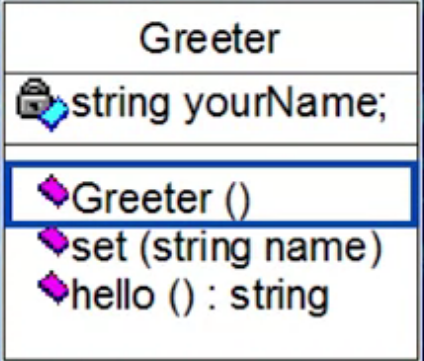 Greeter
string yourName;
Greeter ()
set (string name)
hello () : string